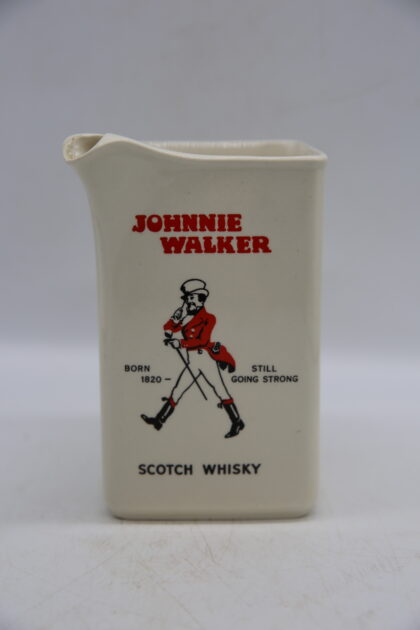 JOHNNIE
WALKER
BORN
1820 –
STILL
GOING STRONG
SCOTCH WHISKY